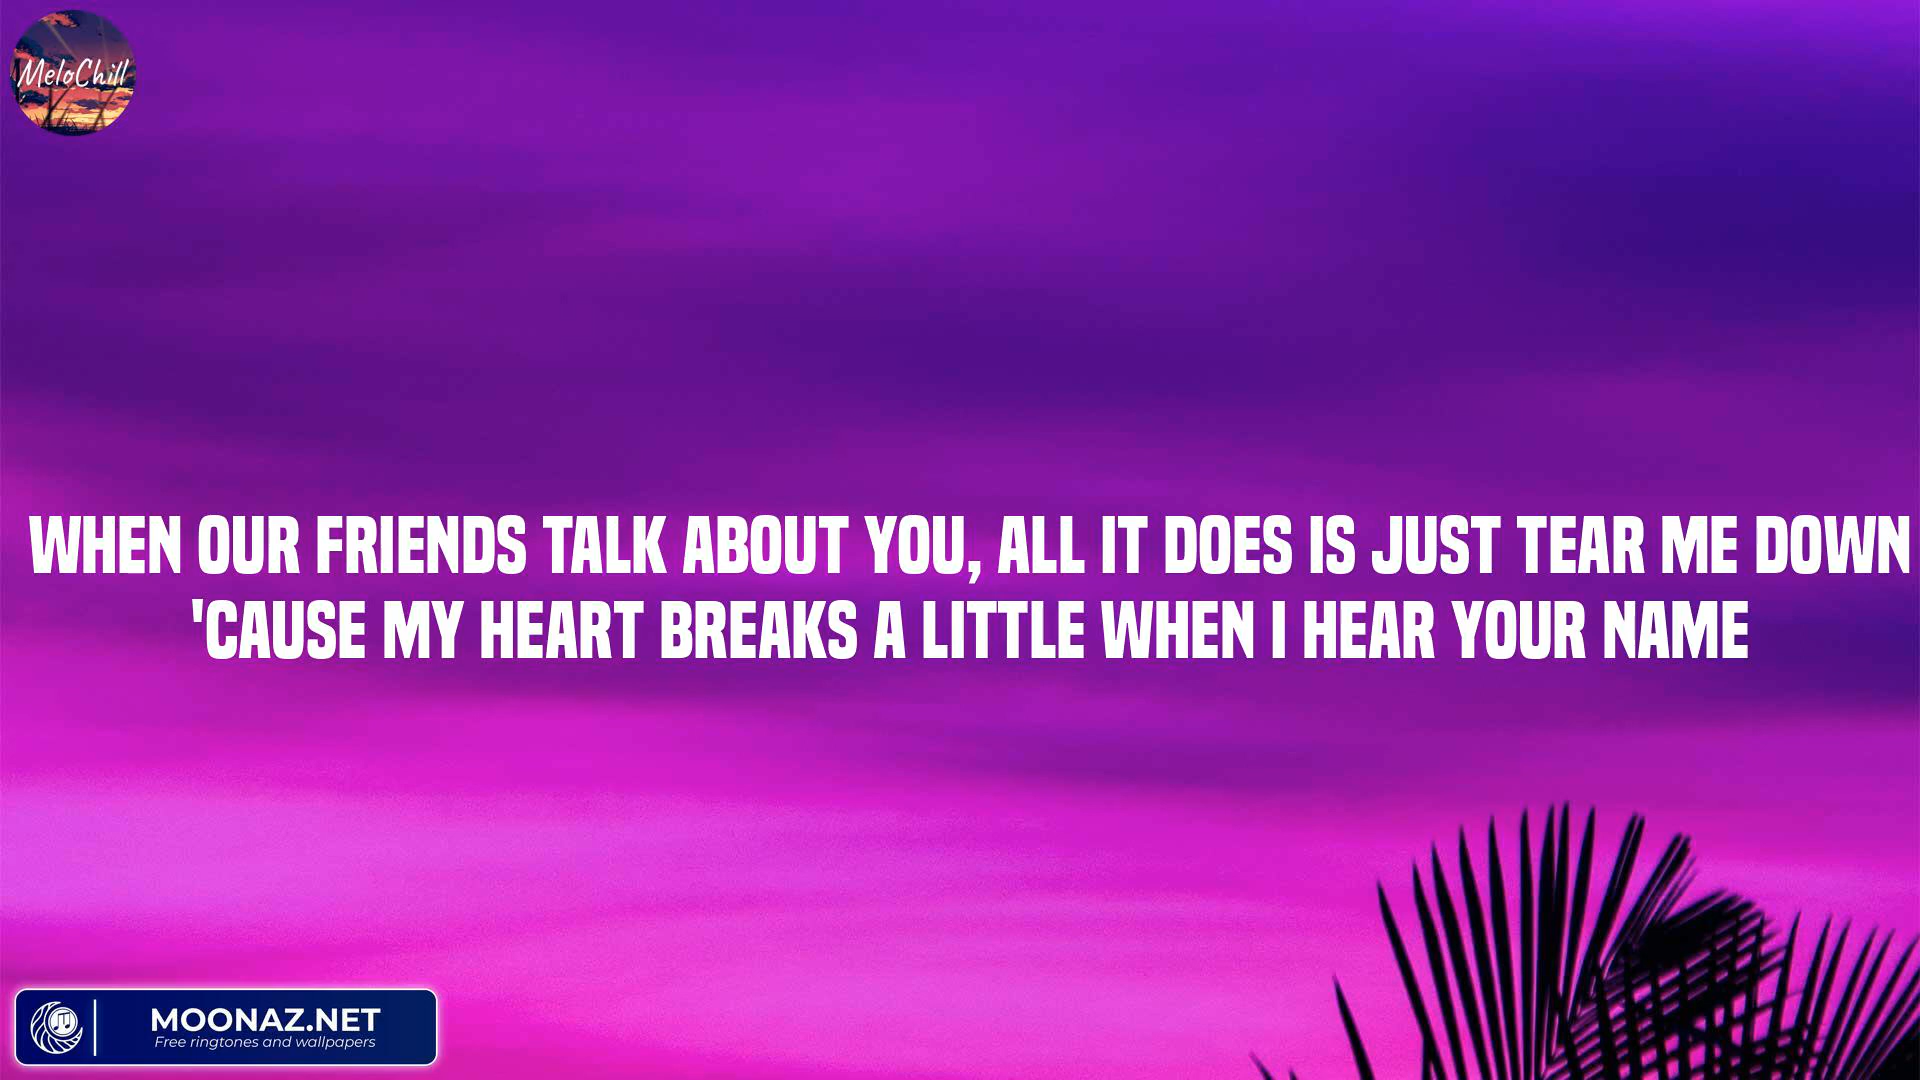 MeloChill
WHEN OUR FRIENDS TALK ABOUT YOU, ALL IT DOES IS JUST TEAR ME DOWN
'CAUSE MY HEART BREAKS A LITTLE WHEN I HEAR YOUR NAME
MOONAZ.NET
Free ringtones and wallpapers